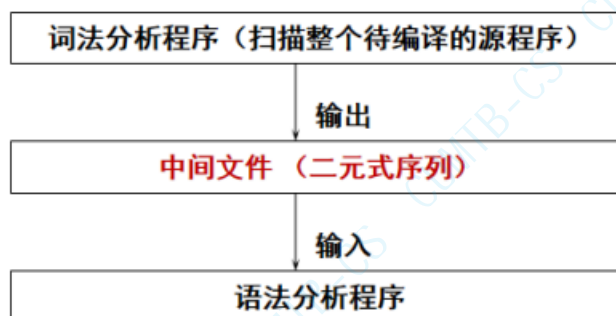 词法分析程序（扫描整个待编译的源程序）
输出
中间文件 （二元式序列）
输入
语法分析程序